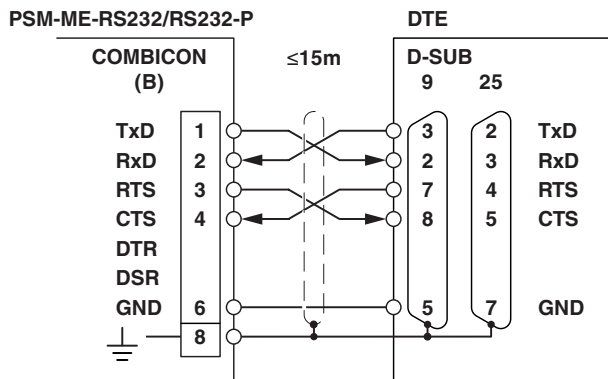 PSM-ME-RS232/RS232-P DTE
COMBICON ≤15m D-SUB
(B) 9 25
TxD 1 3 2 TxD
RxD 2 2 3 RxD
RTS 3 7 4 RTS
CTS 4 8 5 CTS
DTR
DSR
GND 6 5 7 GND
8